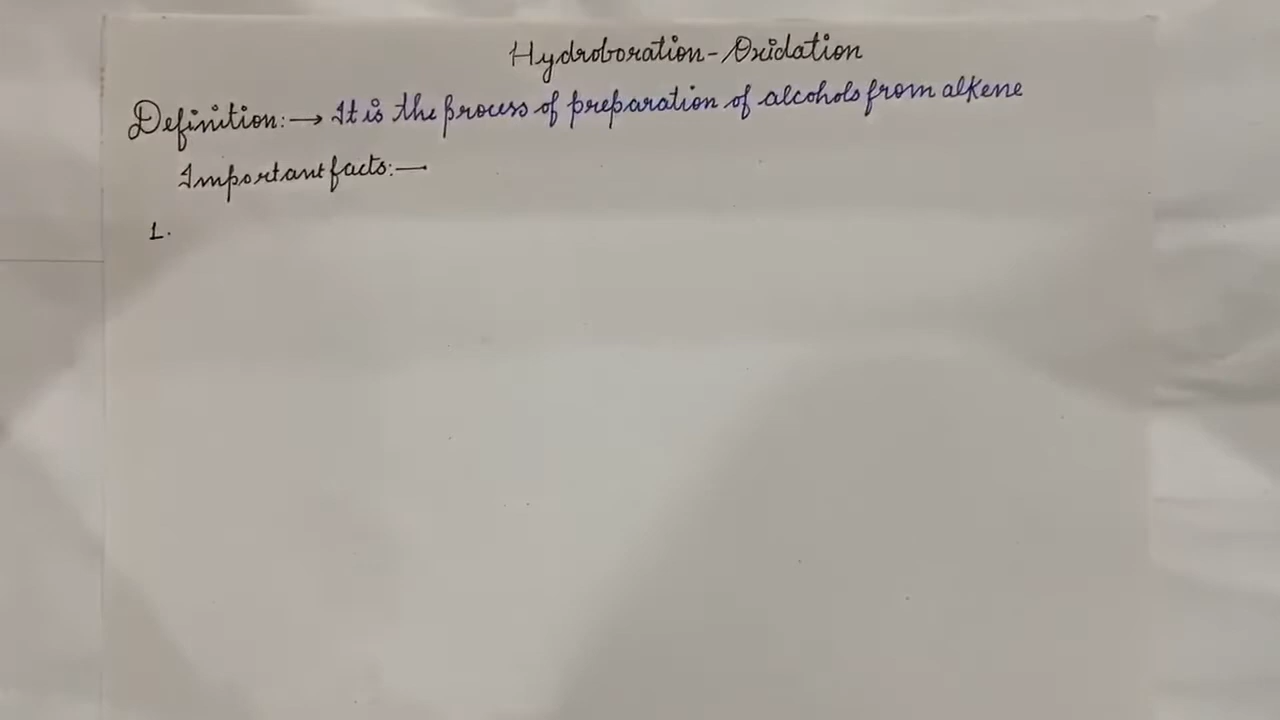 Hydroboration-Oxidation
Definition:→ It is the process of preparation of alcohols from alkene
Important facts:—
1.